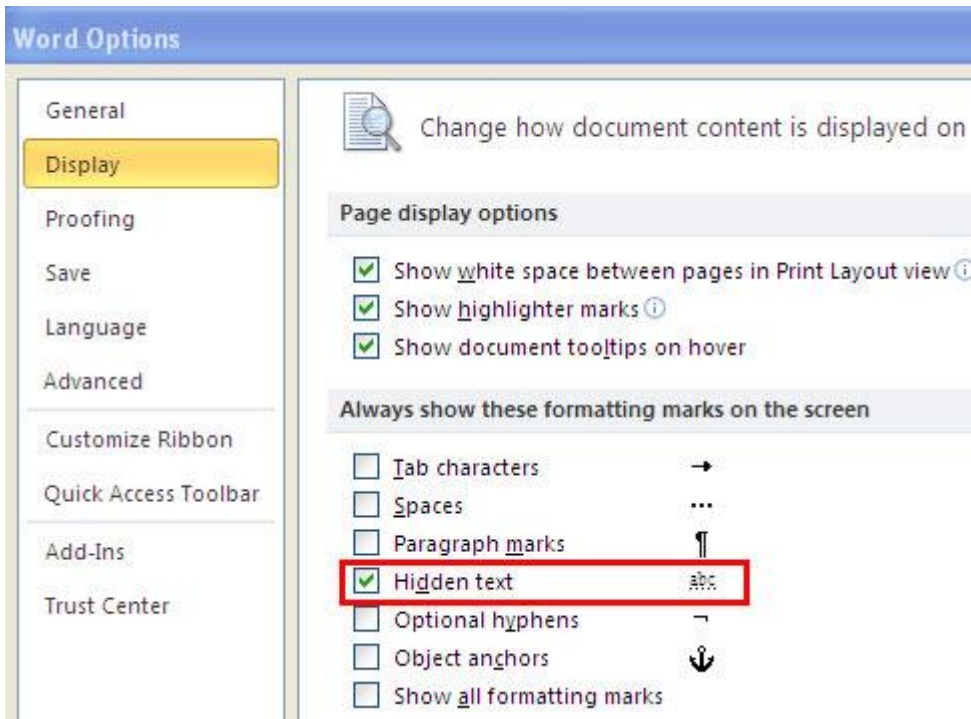 Word Options
General
Display
Proofing
Save
Language
Advanced
Customize Ribbon
Quick Access Toolbar
Add-Ins
Trust Center
Change how document content is displayed on
Page display options
Show white space between pages in Print Layout view
Show highlighter marks
Show document tooltips on hover
Always show these formatting marks on the screen
Tab characters →
Spaces ...
Paragraph marks ¶
Hidden text abc
Optional hyphens ¬
Object anchors
Show all formatting marks